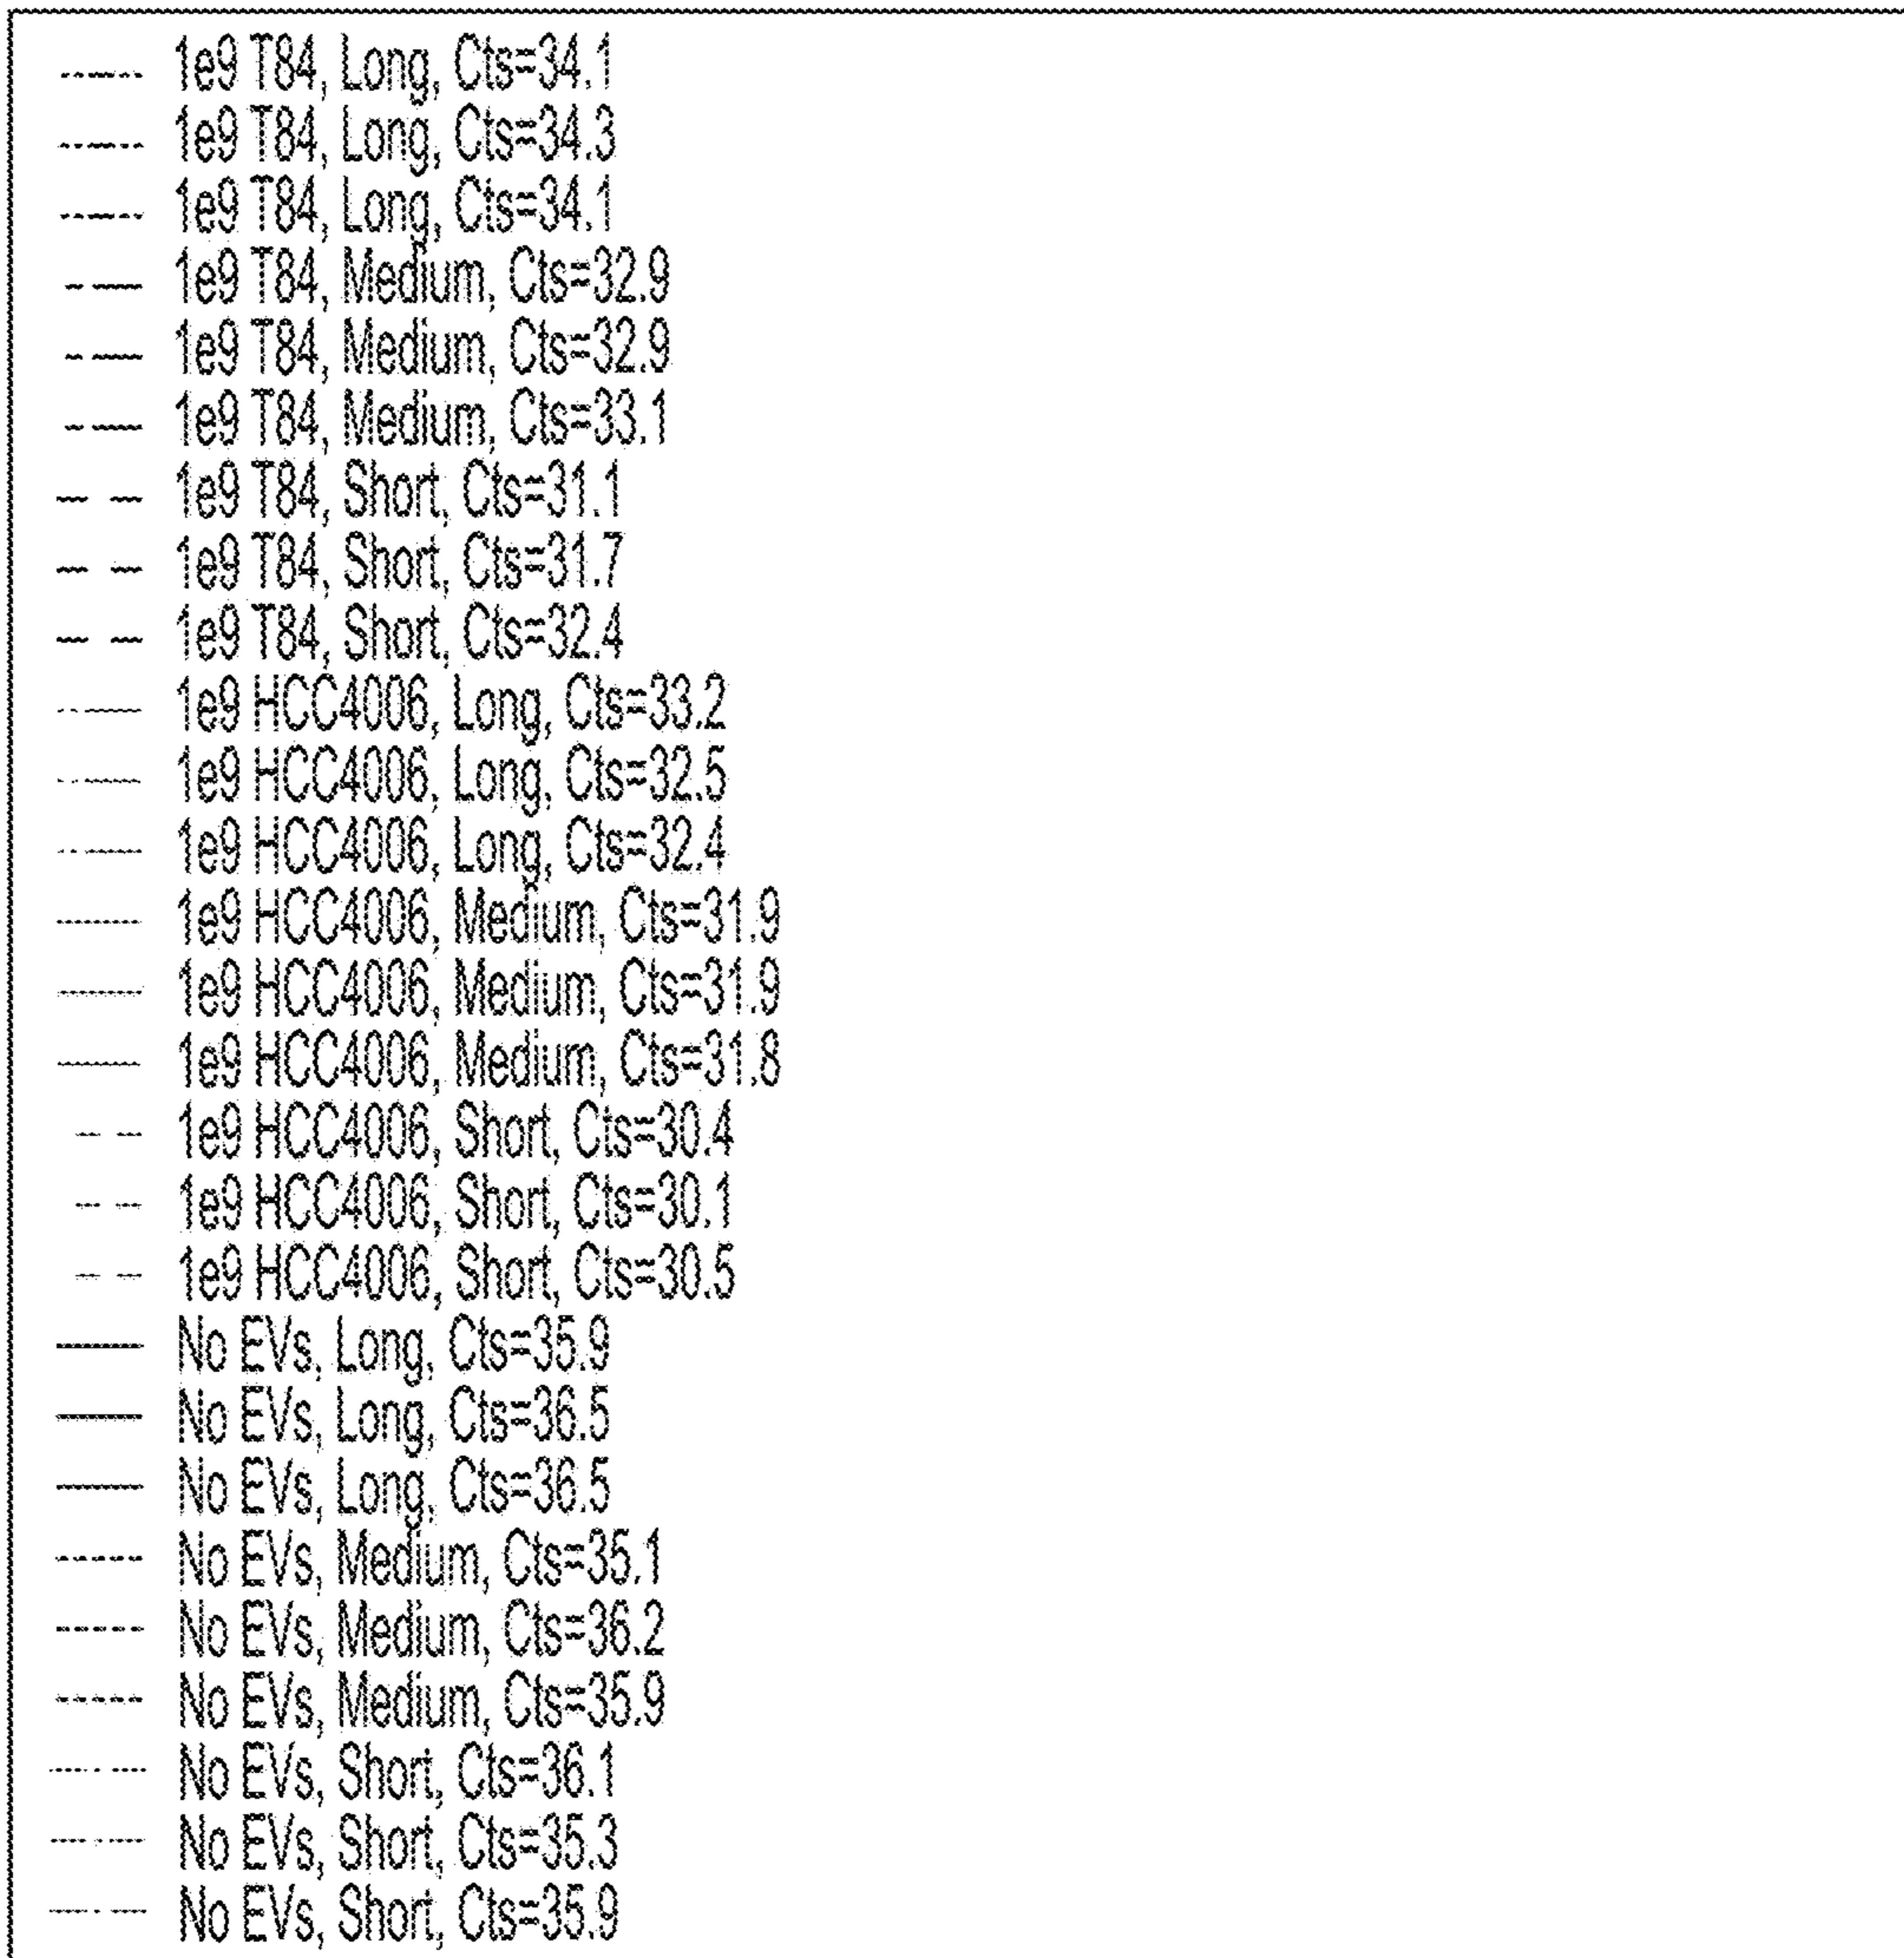 1e9 T84, Long, Cts=34.1
1e9 T84, Long, Cts=34.3
1e9 T84, Long, Cts=34.1
1e9 T84, Medium, Cts=32.9
1e9 T84, Medium, Cts=32.9
1e9 T84, Medium, Cts=33.1
1e9 T84, Short, Cts=31.1
1e9 T84, Short, Cts=31.7
1e9 T84, Short, Cts=32.4
1e9 HCC4006, Long, Cts=33.2
1e9 HCC4006, Long, Cts=32.5
1e9 HCC4006, Long, Cts=32.4
1e9 HCC4006, Medium, Cts=31.9
1e9 HCC4006, Medium, Cts=31.9
1e9 HCC4006, Medium, Cts=31.8
1e9 HCC4006, Short, Cts=30.4
1e9 HCC4006, Short, Cts=30.1
1e9 HCC4006, Short, Cts=30.5
No EVs, Long, Cts=35.9
No EVs, Long, Cts=36.5
No EVs, Long, Cts=36.5
No EVs, Medium, Cts=35.1
No EVs, Medium, Cts=36.2
No EVs, Medium, Cts=35.9
No EVs, Short, Cts=36.1
No EVs, Short, Cts=35.3
No EVs, Short, Cts=35.9